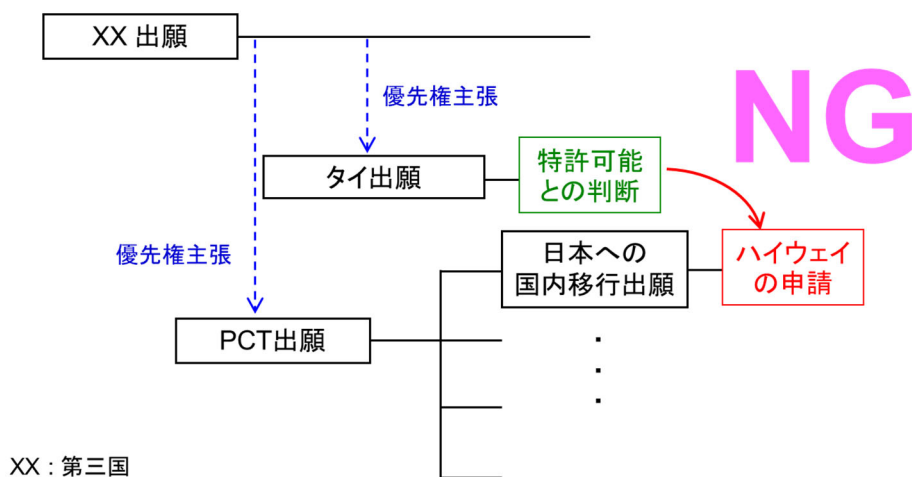 XX 出願
優先権主張
NG
タイ出願
特許可能
との判断
優先権主張
日本への
国内移行出願
ハイウェイ
の申請
PCT出願
XX : 第三国